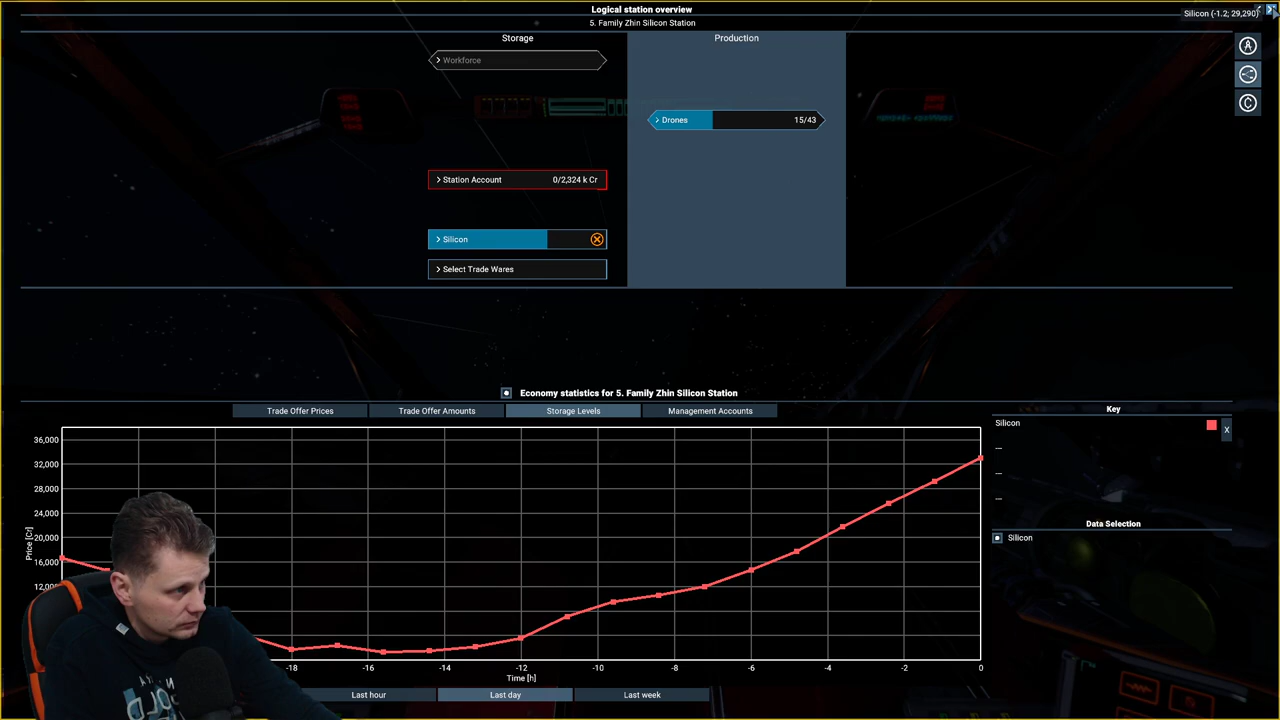 Logical station overview
Silicon (-1.2; 29,290)
5. Family Zhin Silicon Station
Storage
Production
Workforce
Drones 15/43
Station Account 0/2,324 k Cr
Silicon
Select Trade Wares
Economy statistics for 5. Family Zhin Silicon Station
Trade Offer Prices
Trade Offer Amounts
Storage Levels
Management Accounts
Key
Silicon
X
—
—
—
Data Selection
Silicon
36,000
32,000
28,000
24,000
20,000
16,000
12,000
Price [Cr]
-18 -16 -14 -12 -10 -8 -6 -4 -2 0
Time [h]
Last hour
Last day
Last week